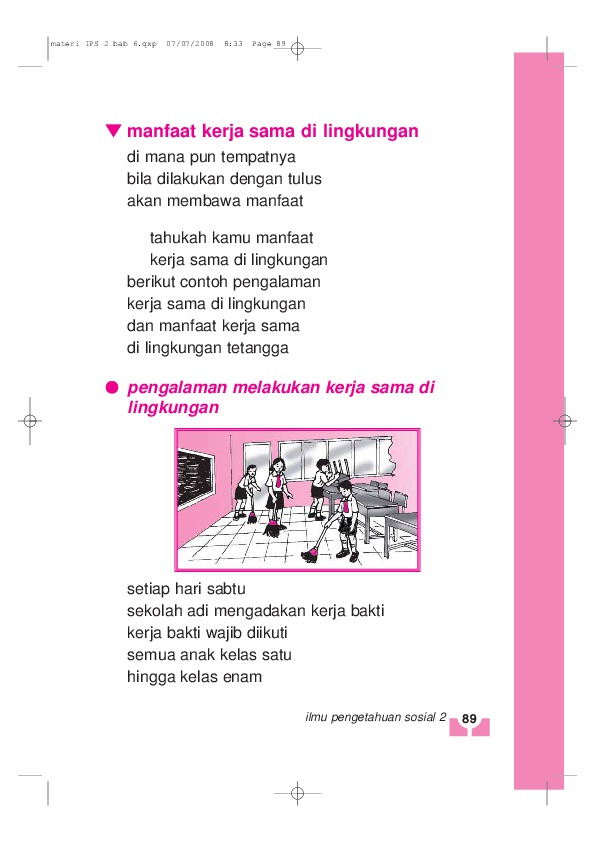 materi IPS 2 bab 6.qxp  07/07/2008  8:33  Page 89
manfaat kerja sama di lingkungan
di mana pun tempatnya
bila dilakukan dengan tulus
akan membawa manfaat
tahukah kamu manfaat
kerja sama di lingkungan
berikut contoh pengalaman
kerja sama di lingkungan
dan manfaat kerja sama
di lingkungan tetangga
pengalaman melakukan kerja sama di
lingkungan
setiap hari sabtu
sekolah adi mengadakan kerja bakti
kerja bakti wajib diikuti
semua anak kelas satu
hingga kelas enam
ilmu pengetahuan sosial 2 89